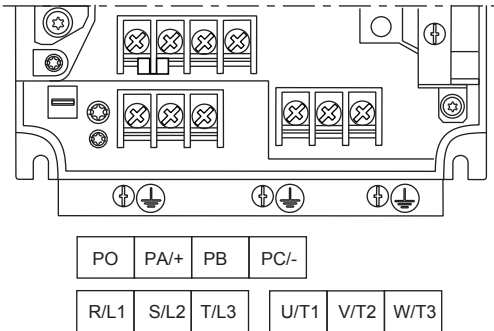 PO PA/+ PB PC/-
R/L1 S/L2 T/L3 U/T1 V/T2 W/T3